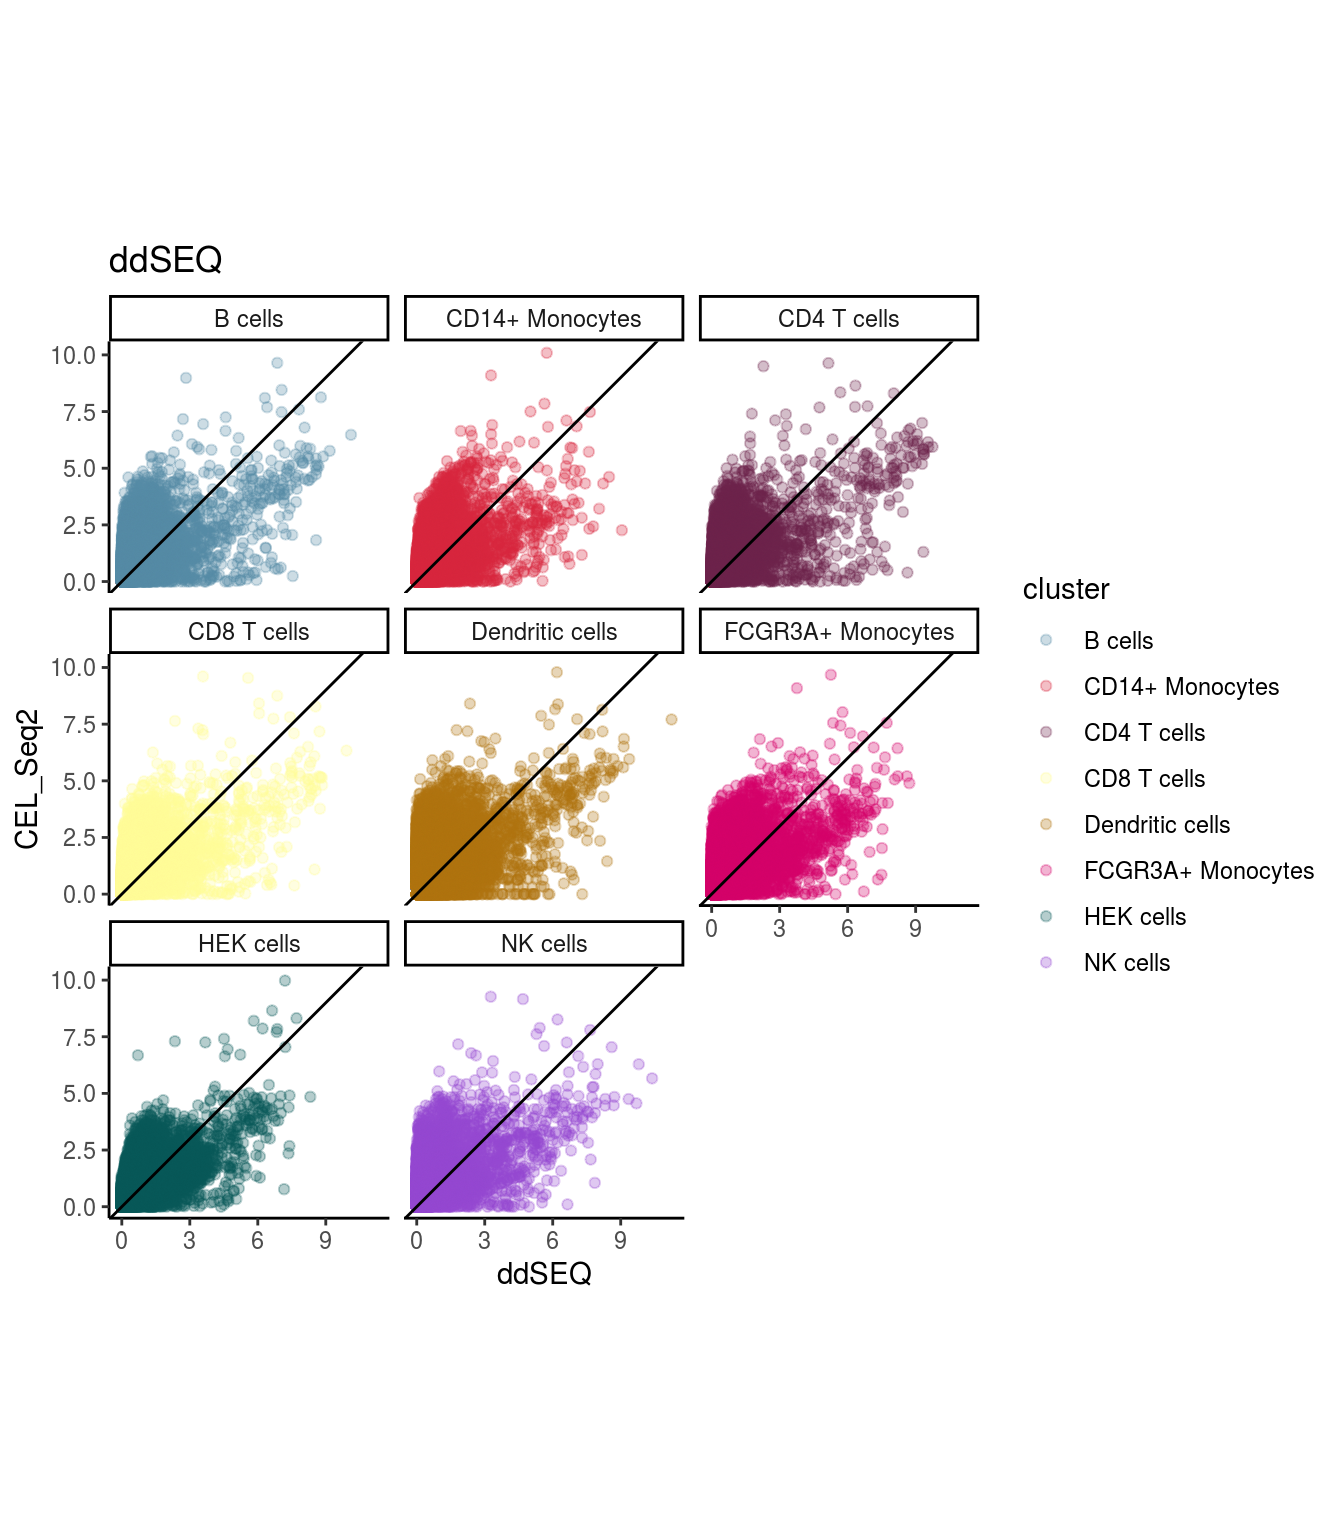 ddSEQ
B cells
CD14+ Monocytes
CD4 T cells
10.0
7.5
5.0
2.5
0.0
CD8 T cells
Dendritic cells
FCGR3A+ Monocytes
10.0
7.5
5.0
2.5
0.0
0 3 6 9
HEK cells
NK cells
10.0
7.5
5.0
2.5
0.0
0 3 6 9
0 3 6 9
ddSEQ
CEL_Seq2
cluster
B cells
CD14+ Monocytes
CD4 T cells
CD8 T cells
Dendritic cells
FCGR3A+ Monocytes
HEK cells
NK cells